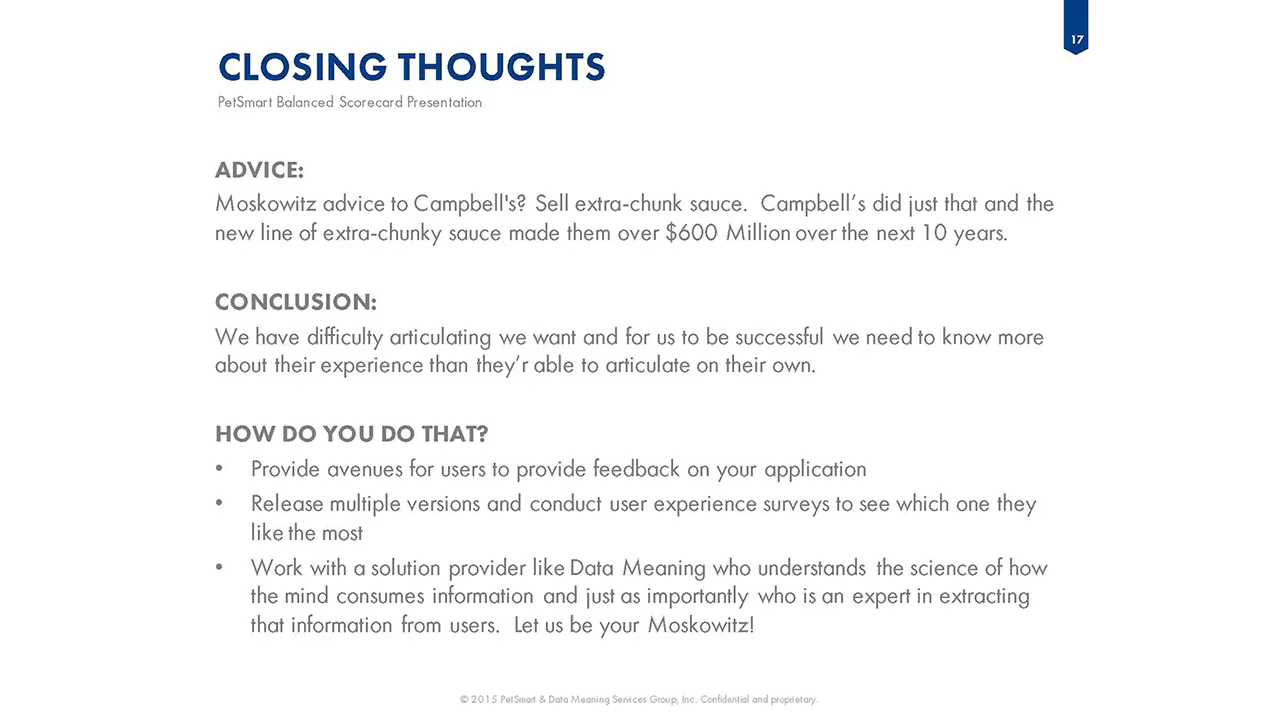 17
CLOSING THOUGHTS
PetSmart Balanced Scorecard Presentation
ADVICE:
Moskowitz advice to Campbell's? Sell extra-chunk sauce.  Campbell’s did just that and the
new line of extra-chunky sauce made them over $600 Million over the next 10 years.
CONCLUSION:
We have difficulty articulating we want and for us to be successful we need to know more
about their experience than they’r able to articulate on their own.
HOW DO YOU DO THAT?
• Provide avenues for users to provide feedback on your application
• Release multiple versions and conduct user experience surveys to see which one they
like the most
• Work with a solution provider like Data Meaning who understands the science of how
the mind consumes information and just as importantly who is an expert in extracting
that information from users.  Let us be your Moskowitz!
© 2015 PetSmart & Data Meaning Services Group, Inc. Confidential and proprietary.